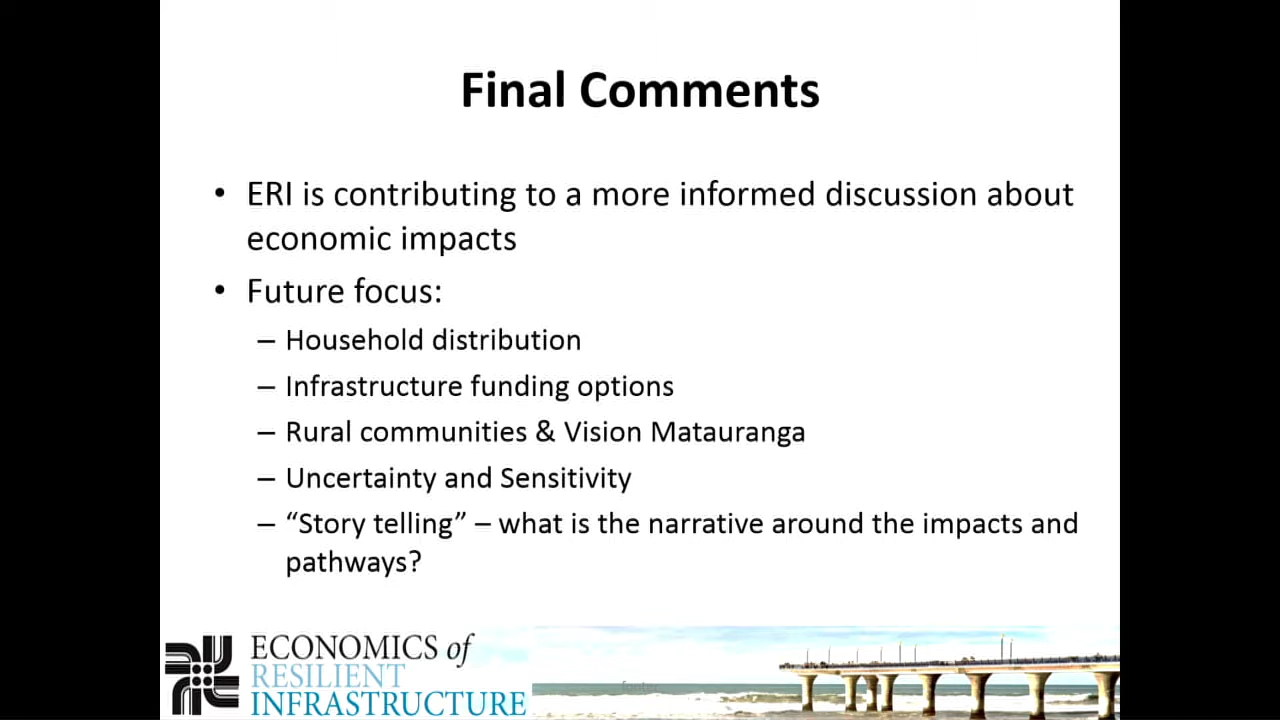 Final Comments
• ERI is contributing to a more informed discussion about
economic impacts
• Future focus:
– Household distribution
– Infrastructure funding options
– Rural communities & Vision Matauranga
– Uncertainty and Sensitivity
– “Story telling” – what is the narrative around the impacts and
pathways?
ECONOMICS of
RESILIENT
INFRASTRUCTURE